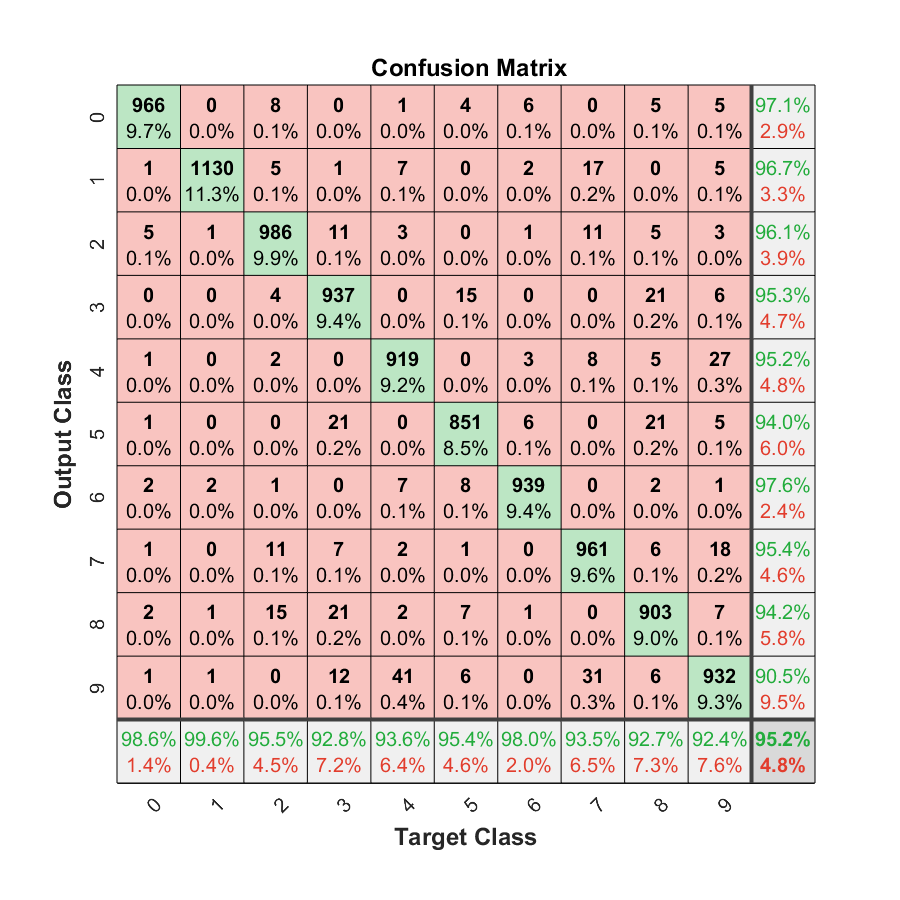 Confusion Matrix
966 0 8 0 1 4 6 0 5 5 97.1%
0
9.7% 0.0% 0.1% 0.0% 0.0% 0.0% 0.1% 0.0% 0.1% 0.1% 2.9%
1 1130 5 1 7 0 2 17 0 5 96.7%
1
0.0% 11.3% 0.1% 0.0% 0.1% 0.0% 0.0% 0.2% 0.0% 0.1% 3.3%
5 1 986 11 3 0 1 11 5 3 96.1%
2
0.1% 0.0% 9.9% 0.1% 0.0% 0.0% 0.0% 0.1% 0.1% 0.0% 3.9%
0 0 4 937 0 15 0 0 21 6 95.3%
3
0.0% 0.0% 0.0% 9.4% 0.0% 0.1% 0.0% 0.0% 0.2% 0.1% 4.7%
1 0 2 0 919 0 3 8 5 27 95.2%
4
0.0% 0.0% 0.0% 0.0% 9.2% 0.0% 0.0% 0.1% 0.1% 0.3% 4.8%
1 0 0 21 0 851 6 0 21 5 94.0%
5
0.0% 0.0% 0.0% 0.2% 0.0% 8.5% 0.1% 0.0% 0.2% 0.1% 6.0%
2 2 1 0 7 8 939 0 2 1 97.6%
6
0.0% 0.0% 0.0% 0.0% 0.1% 0.1% 9.4% 0.0% 0.0% 0.0% 2.4%
1 0 11 7 2 1 0 961 6 18 95.4%
7
0.0% 0.0% 0.1% 0.1% 0.0% 0.0% 0.0% 9.6% 0.1% 0.2% 4.6%
2 1 15 21 2 7 1 0 903 7 94.2%
8
0.0% 0.0% 0.1% 0.2% 0.0% 0.1% 0.0% 0.0% 9.0% 0.1% 5.8%
1 1 0 12 41 6 0 31 6 932 90.5%
9
0.0% 0.0% 0.0% 0.1% 0.4% 0.1% 0.0% 0.3% 0.1% 9.3% 9.5%
98.6% 99.6% 95.5% 92.8% 93.6% 95.4% 98.0% 93.5% 92.7% 92.4% 95.2%
1.4% 0.4% 4.5% 7.2% 6.4% 4.6% 2.0% 6.5% 7.3% 7.6% 4.8%
0 1 2 3 4 5 6 7 8 9
Target Class
Output Class